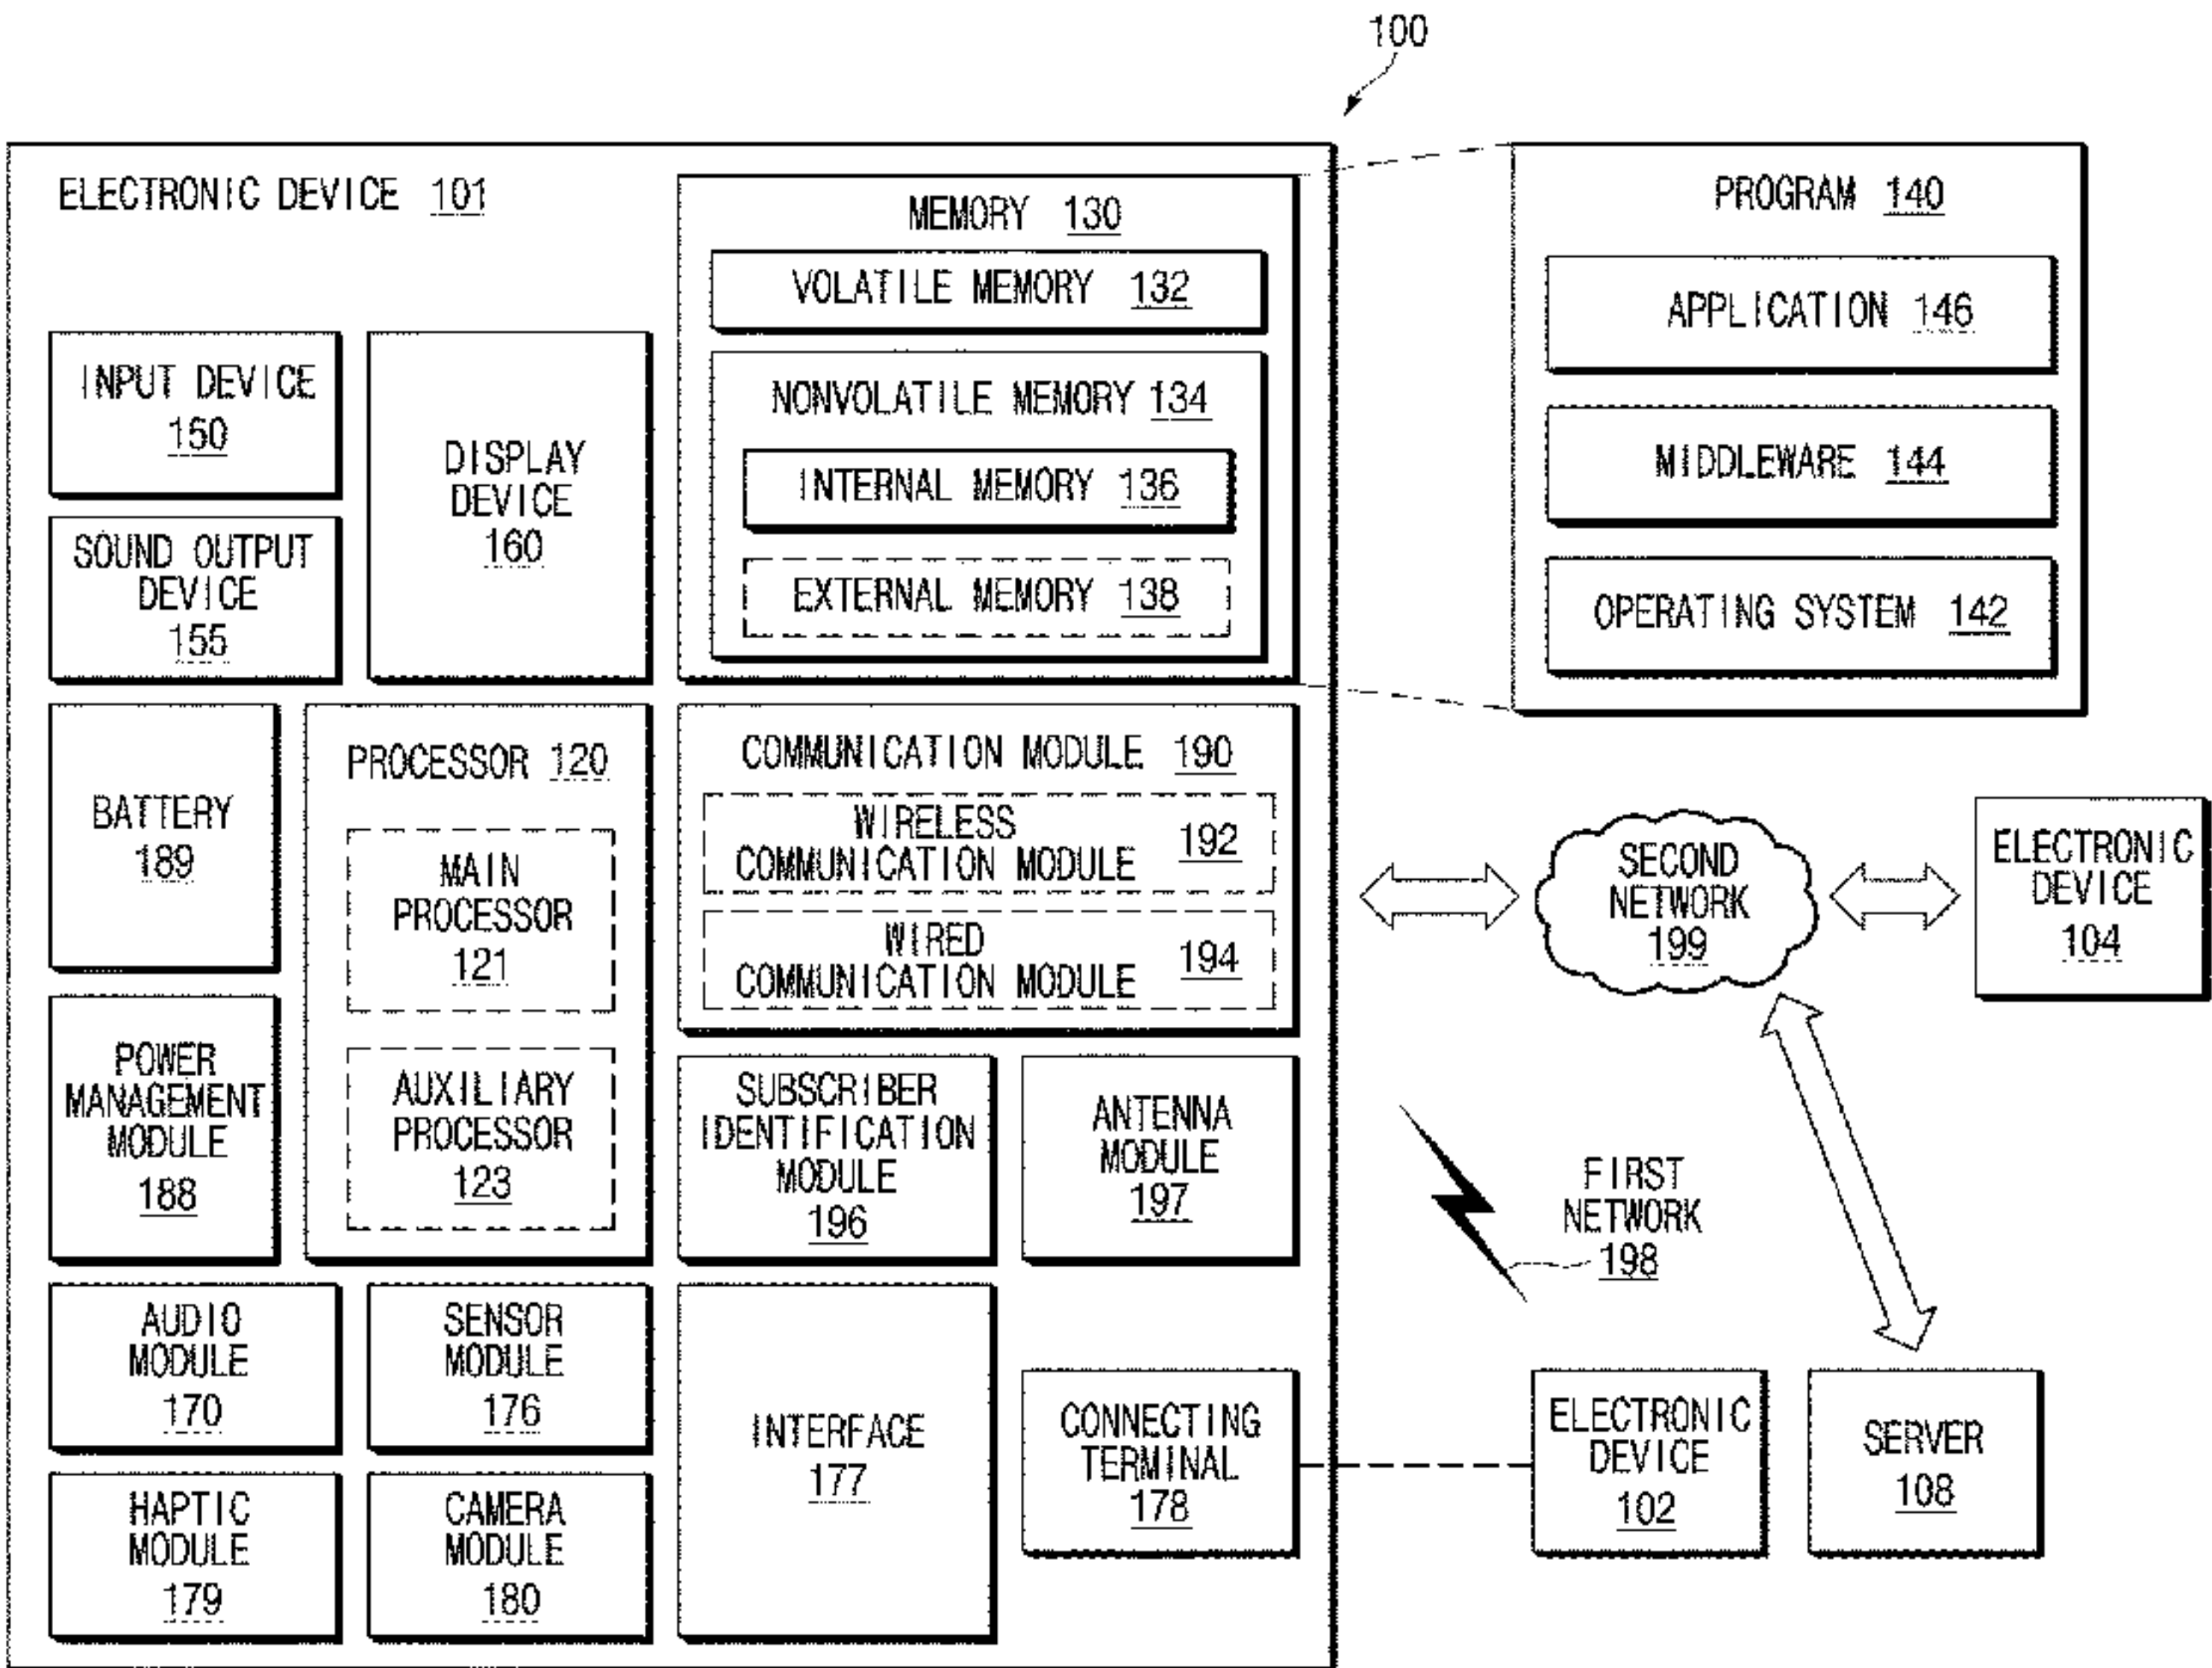 100
ELECTRONIC DEVICE 101
INPUT DEVICE
150
SOUND OUTPUT
DEVICE
155
DISPLAY
DEVICE
160
MEMORY 130
VOLATILE MEMORY 132
NONVOLATILE MEMORY 134
INTERNAL MEMORY 136
EXTERNAL MEMORY 138
PROGRAM 140
APPLICATION 146
MIDDLEWARE 144
OPERATING SYSTEM 142
BATTERY
189
POWER
MANAGEMENT
MODULE
188
PROCESSOR 120
MAIN
PROCESSOR
121
AUXILIARY
PROCESSOR
123
COMMUNICATION MODULE 190
WIRELESS
COMMUNICATION MODULE 192
WIRED
COMMUNICATION MODULE 194
SUBSCRIBER
IDENTIFICATION
MODULE
196
ANTENNA
MODULE
197
SECOND
NETWORK
199
ELECTRONIC
DEVICE
104
FIRST
NETWORK
198
AUDIO
MODULE
170
SENSOR
MODULE
176
HAPTIC
MODULE
179
CAMERA
MODULE
180
INTERFACE
177
CONNECTING
TERMINAL
178
ELECTRONIC
DEVICE
102
SERVER
108